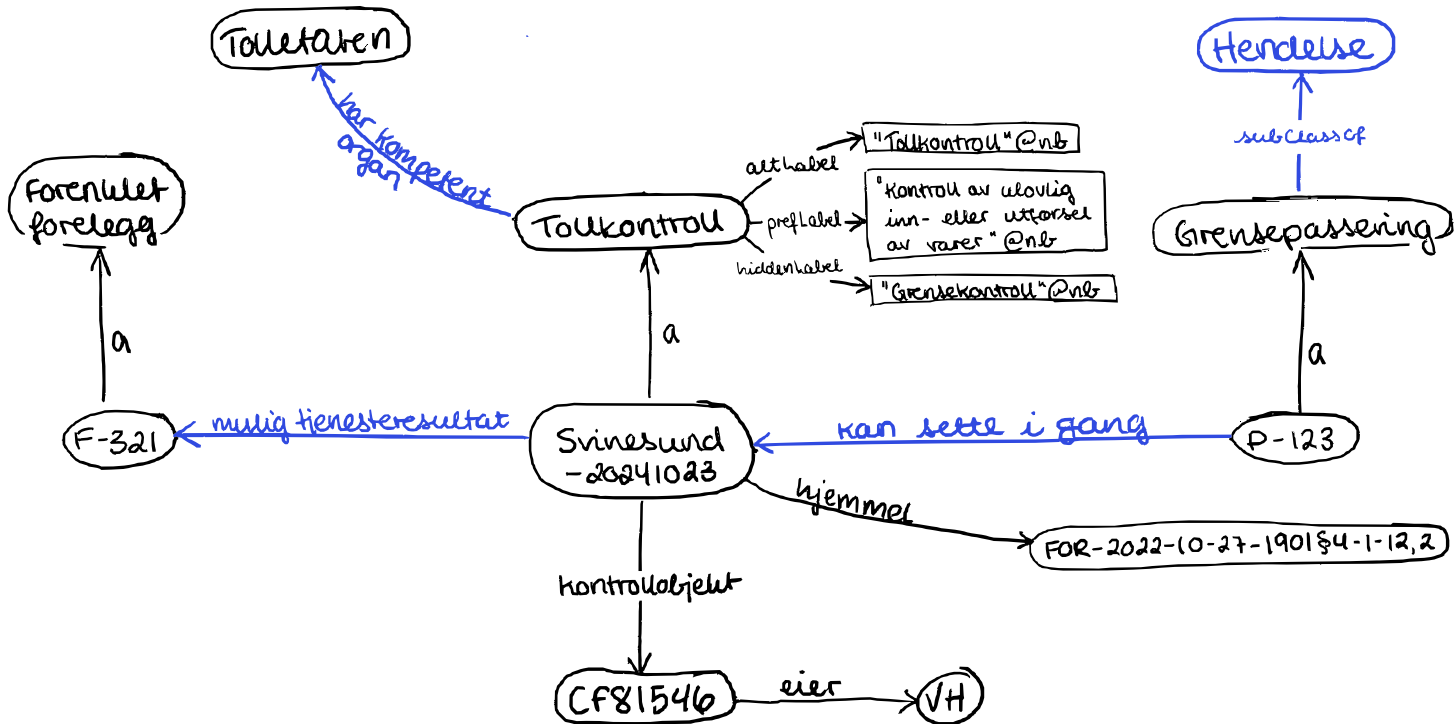 Tolletaten
Hendelse
har kompetent
organ
subClassOf
altLabel
"Tollkontroll"@nb
Forenklet
forelegg
Tollkontroll
prefLabel
"Kontroll av ulovlig
inn- eller utførsel
av varer"@nb
Grensepassering
hiddenLabel
"Grensekontroll"@nb
a
a
a
F-321
mulig tjenesteresultat
Svinesund
-20241023
kan sette i gang
P-123
hjemmel
FOR-2022-10-27-1901§4-1-12,2
kontrollobjekt
CF81546
eier
VH